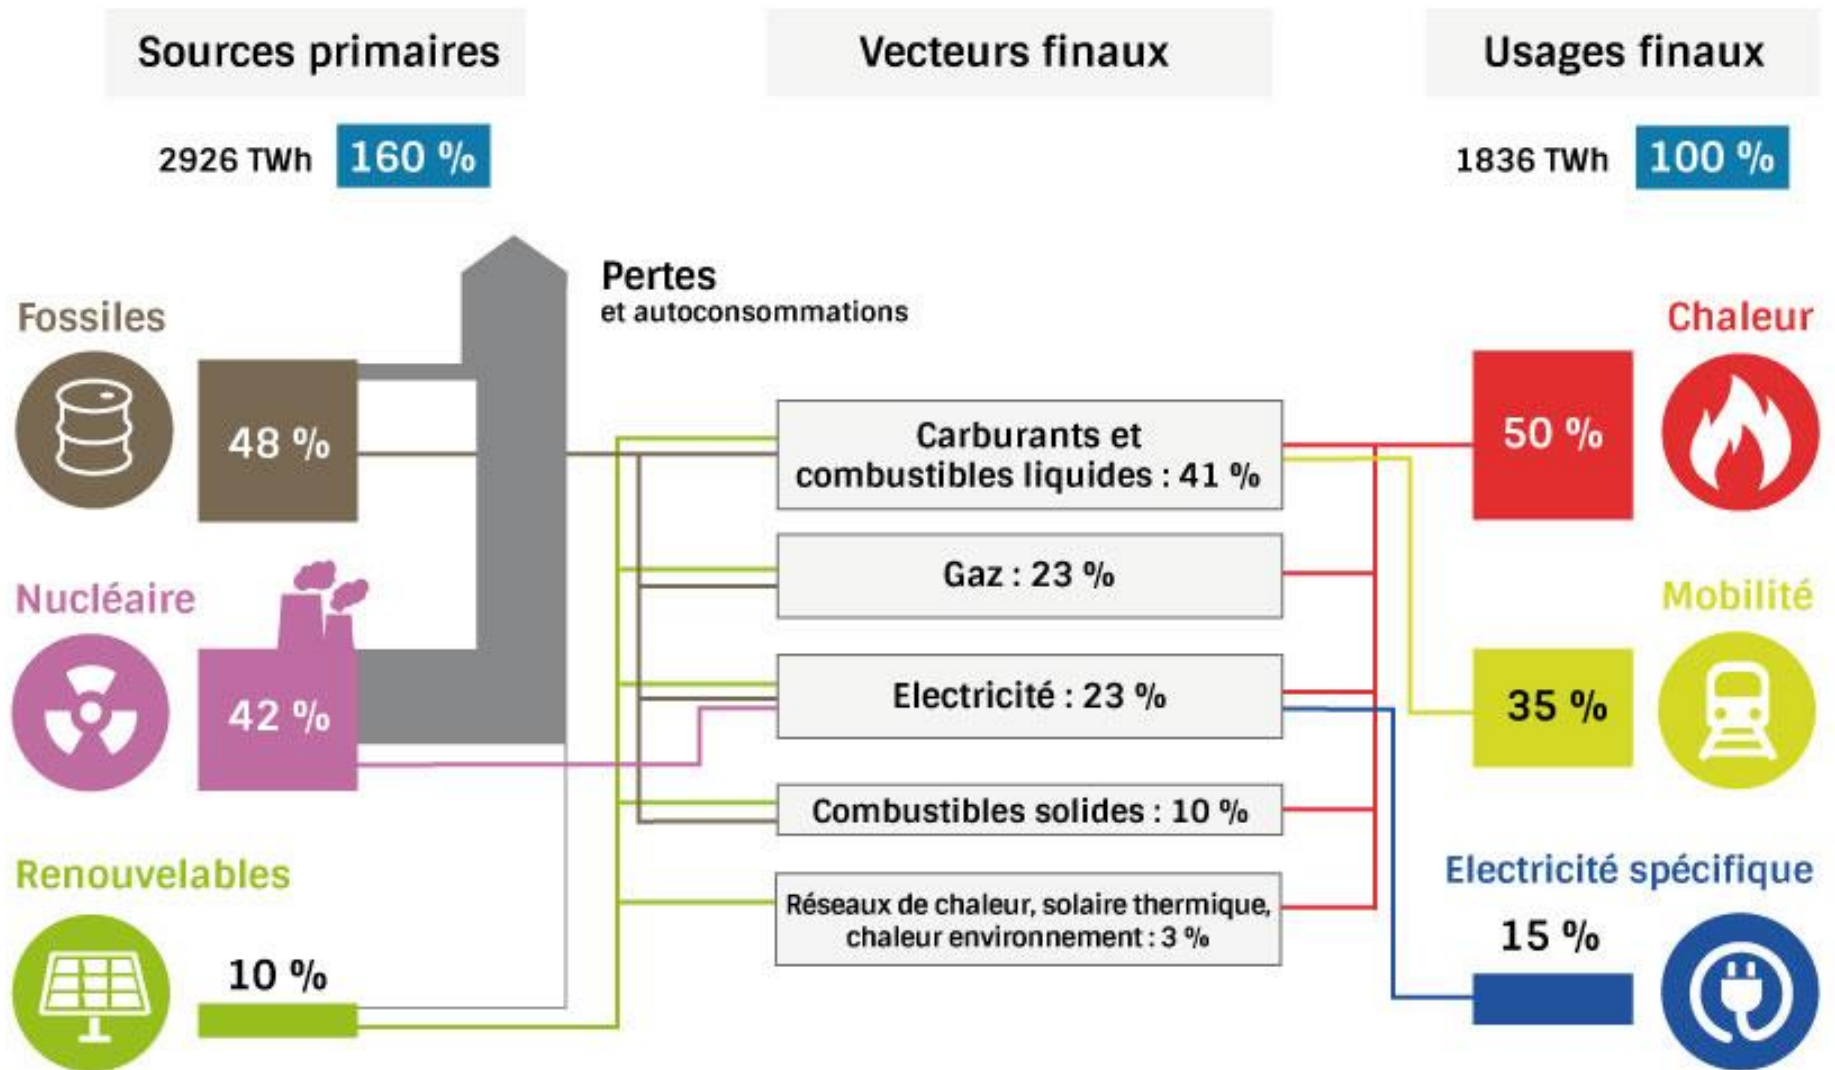 Sources primaires
Vecteurs finaux
Usages finaux
2926 TWh 160 %
1836 TWh 100 %
Pertes
et autoconsommations
Fossiles
48 %
Nucléaire
42 %
Renouvelables
10 %
Carburants et
combustibles liquides : 41 %
Gaz : 23 %
Electricité : 23 %
Combustibles solides : 10 %
Réseaux de chaleur, solaire thermique,
chaleur environnement : 3 %
Chaleur
50 %
Mobilité
35 %
Electricité spécifique
15 %